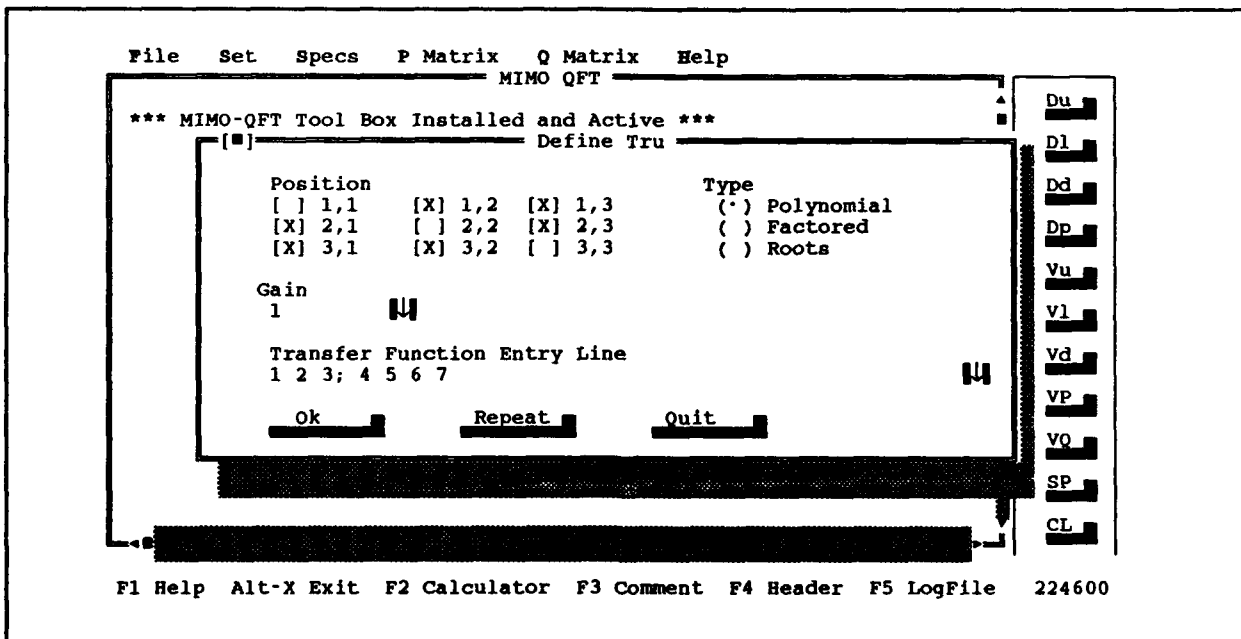 File Set Specs P Matrix Q Matrix Help
MIMO QFT
*** MIMO-QFT Tool Box Installed and Active ***
[■] Define Tru
Position Type
[ ] 1,1 [X] 1,2 [X] 1,3 (·) Polynomial
[X] 2,1 [ ] 2,2 [X] 2,3 ( ) Factored
[X] 3,1 [X] 3,2 [ ] 3,3 ( ) Roots
Gain
1
Transfer Function Entry Line
1 2 3; 4 5 6 7
Ok Repeat Quit
Du
Dl
Dd
Dp
Vu
Vl
Vd
VP
VQ
SP
CL
F1 Help Alt-X Exit F2 Calculator F3 Comment F4 Header F5 LogFile 224600